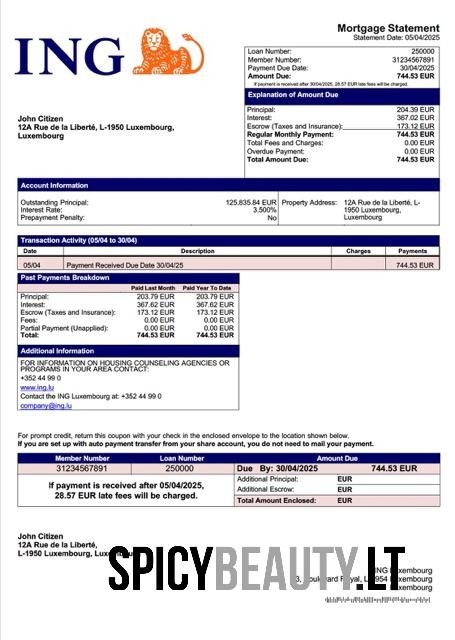 ING
Mortgage Statement
Statement Date: 05/04/2025
Loan Number: 250000
Member Number: 31234567891
Payment Due Date: 30/04/2025
Amount Due: 744.53 EUR
If payment is received after 30/04/2025, 28.57 EUR late fees will be charged.
Explanation of Amount Due
Principal: 204.39 EUR
Interest: 367.02 EUR
Escrow (Taxes and Insurance): 173.12 EUR
Regular Monthly Payment: 744.53 EUR
Total Fees and Charges: 0.00 EUR
Overdue Payment: 0.00 EUR
Total Amount Due: 744.53 EUR
John Citizen
12A Rue de la Liberté, L-1950 Luxembourg,
Luxembourg
Account Information
Outstanding Principal: 125,835.84 EUR
Interest Rate: 3.500%
Prepayment Penalty: No
Property Address: 12A Rue de la Liberté, L-
1950 Luxembourg,
Luxembourg
Transaction Activity (05/04 to 30/04)
Date Description Charges Payments
05/04 Payment Received Due Date 30/04/25 744.53 EUR
Past Payments Breakdown
Paid Last Month Paid Year To Date
Principal: 203.79 EUR 203.79 EUR
Interest: 367.62 EUR 367.62 EUR
Escrow (Taxes and Insurance): 173.12 EUR 173.12 EUR
Fees: 0.00 EUR 0.00 EUR
Partial Payment (Unapplied): 0.00 EUR 0.00 EUR
Total: 744.53 EUR 744.53 EUR
Additional Information
FOR INFORMATION ON HOUSING COUNSELING AGENCIES OR
PROGRAMS IN YOUR AREA CONTACT:
+352 44 99 0
www.ing.lu
Contact the ING Luxembourg at: +352 44 99 0
company@ing.lu
For prompt credit, return this coupon with your check in the enclosed envelope to the location shown below.
If you are set up with auto payment transfer from your share account, you do not need to mail your payment.
Member Number Loan Number Amount Due
31234567891 250000 Due By: 30/04/2025 744.53 EUR
If payment is received after 05/04/2025,
28.57 EUR late fees will be charged.
Additional Principal: EUR
Additional Escrow: EUR
Total Amount Enclosed: EUR
John Citizen
12A Rue de la Liberté,
L-1950 Luxembourg,
SPICYBEAUTY.LT